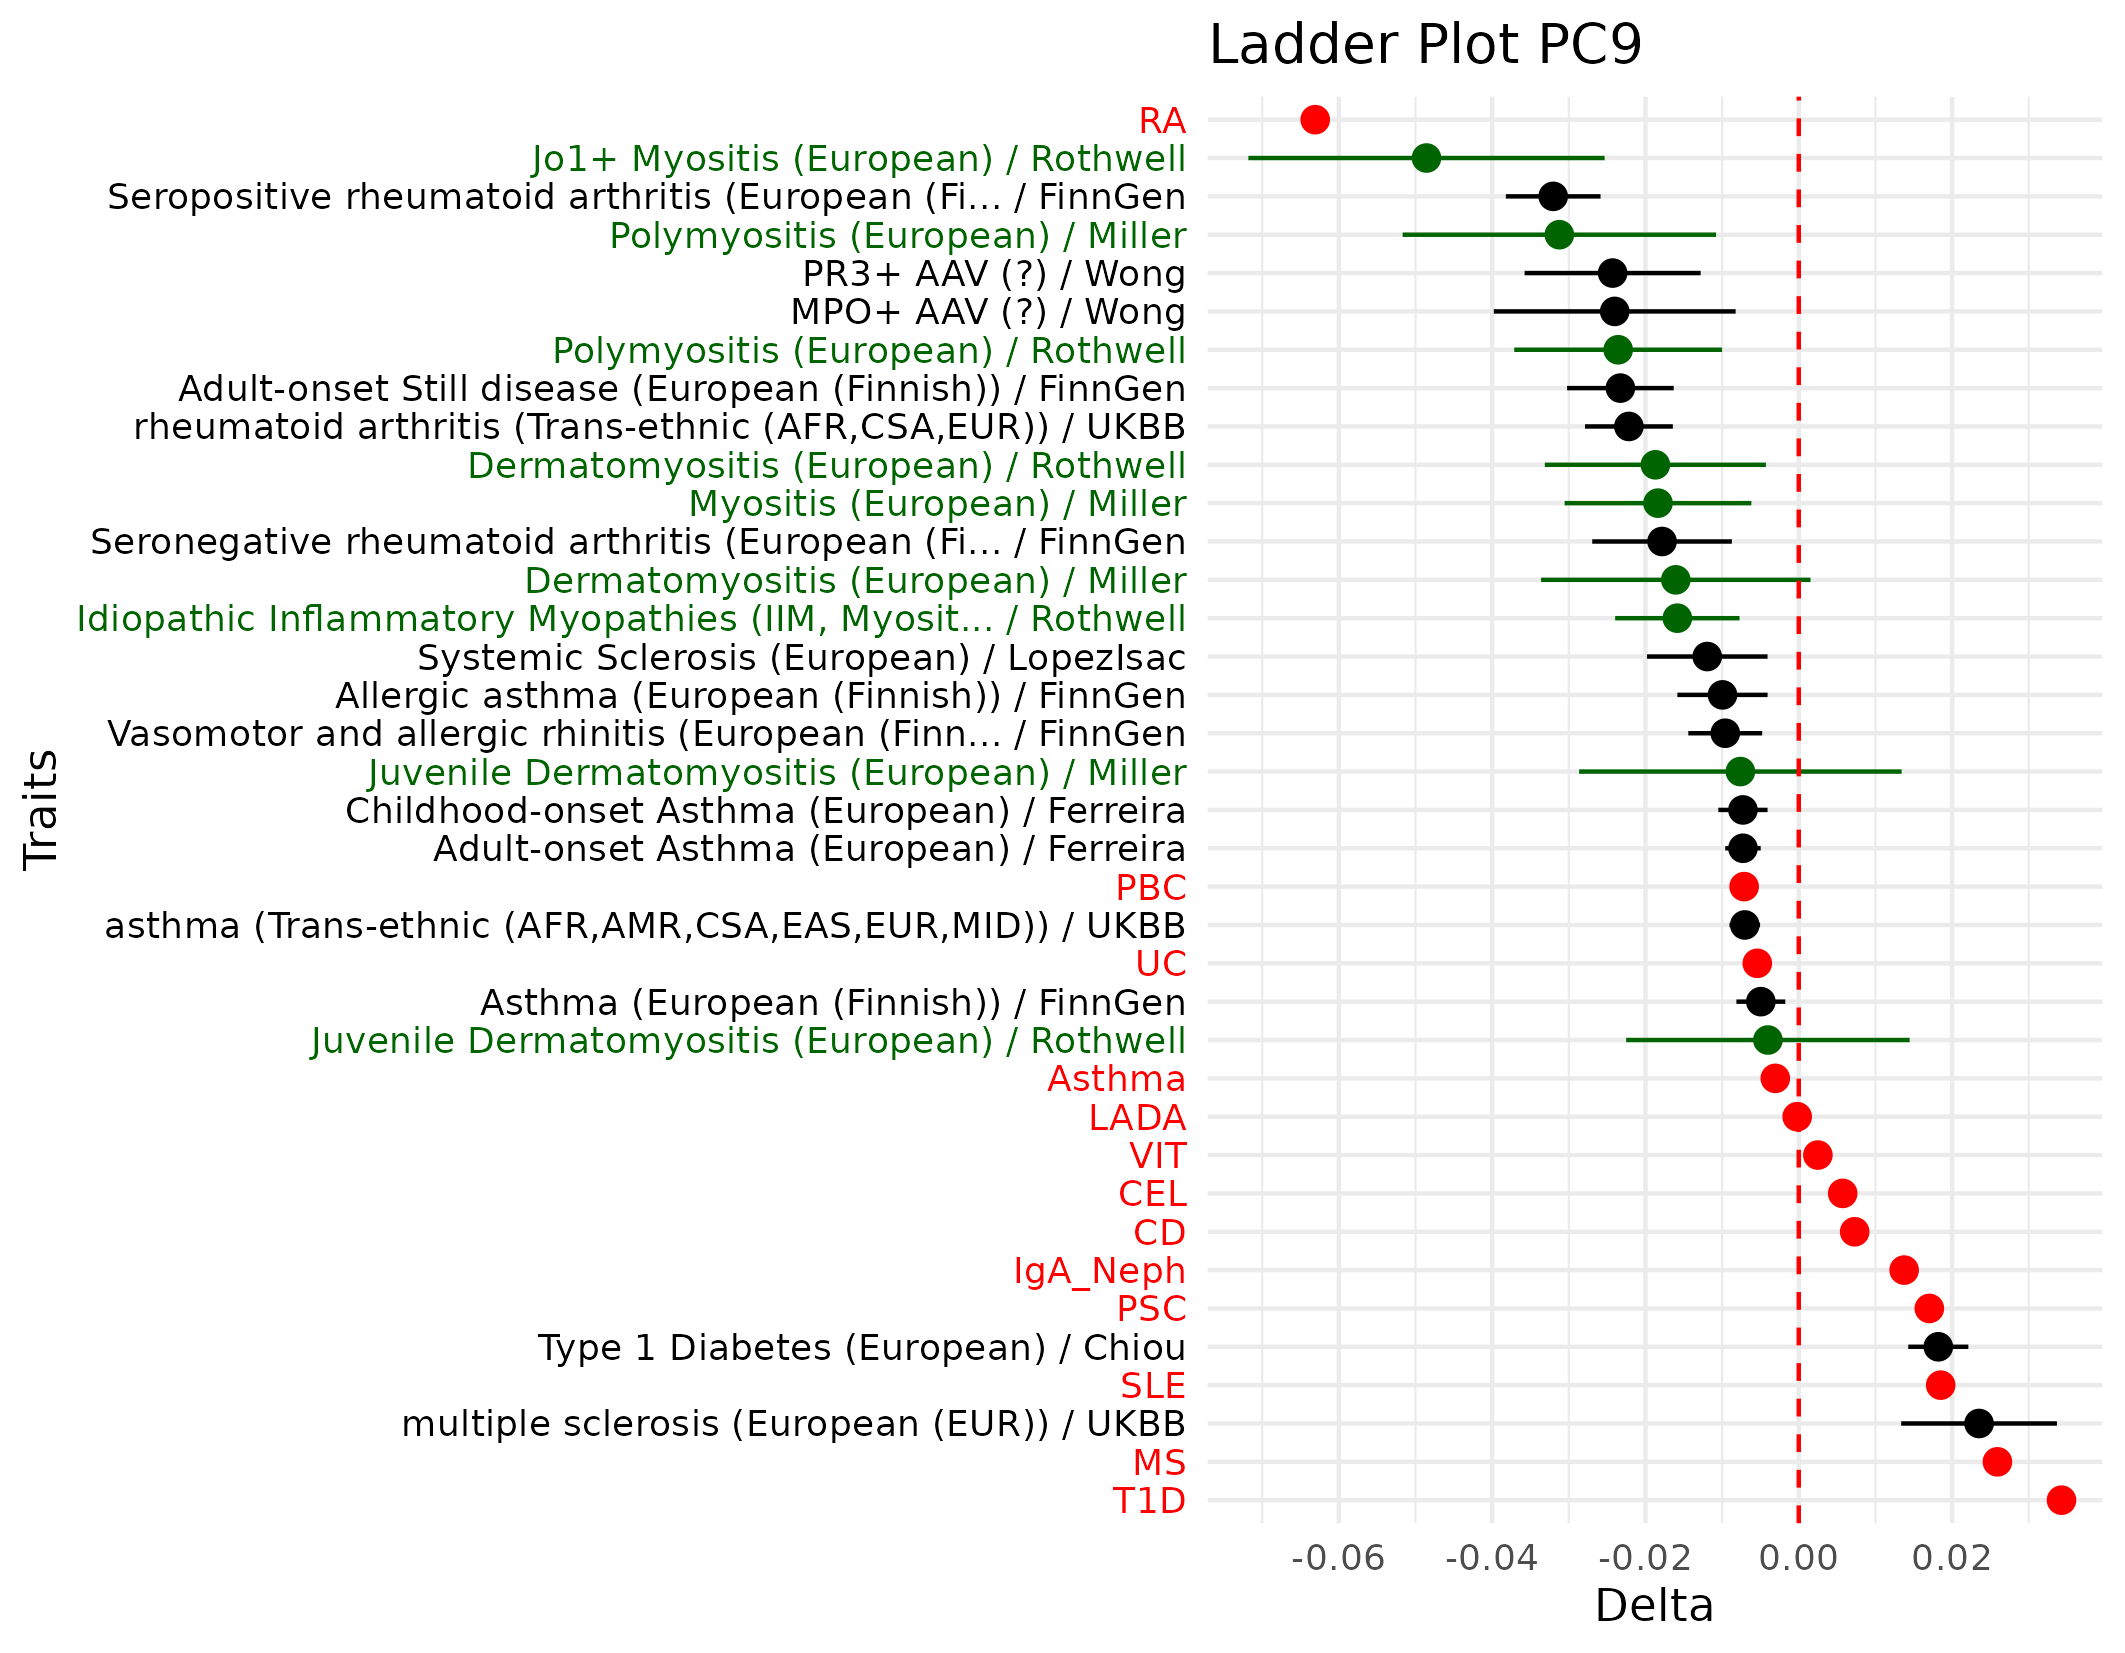 Ladder Plot PC9
RA
Jo1+ Myositis (European) / Rothwell
Seropositive rheumatoid arthritis (European (Fi... / FinnGen
Polymyositis (European) / Miller
PR3+ AAV (?) / Wong
MPO+ AAV (?) / Wong
Polymyositis (European) / Rothwell
Adult-onset Still disease (European (Finnish)) / FinnGen
rheumatoid arthritis (Trans-ethnic (AFR,CSA,EUR)) / UKBB
Dermatomyositis (European) / Rothwell
Myositis (European) / Miller
Seronegative rheumatoid arthritis (European (Fi... / FinnGen
Dermatomyositis (European) / Miller
Idiopathic Inflammatory Myopathies (IIM, Myosit... / Rothwell
Systemic Sclerosis (European) / LopezIsac
Allergic asthma (European (Finnish)) / FinnGen
Vasomotor and allergic rhinitis (European (Finn... / FinnGen
Juvenile Dermatomyositis (European) / Miller
Childhood-onset Asthma (European) / Ferreira
Adult-onset Asthma (European) / Ferreira
PBC
asthma (Trans-ethnic (AFR,AMR,CSA,EAS,EUR,MID)) / UKBB
UC
Asthma (European (Finnish)) / FinnGen
Juvenile Dermatomyositis (European) / Rothwell
Asthma
LADA
VIT
CEL
CD
IgA_Neph
PSC
Type 1 Diabetes (European) / Chiou
SLE
multiple sclerosis (European (EUR)) / UKBB
MS
T1D
Traits
-0.06 -0.04 -0.02 0.00 0.02
Delta